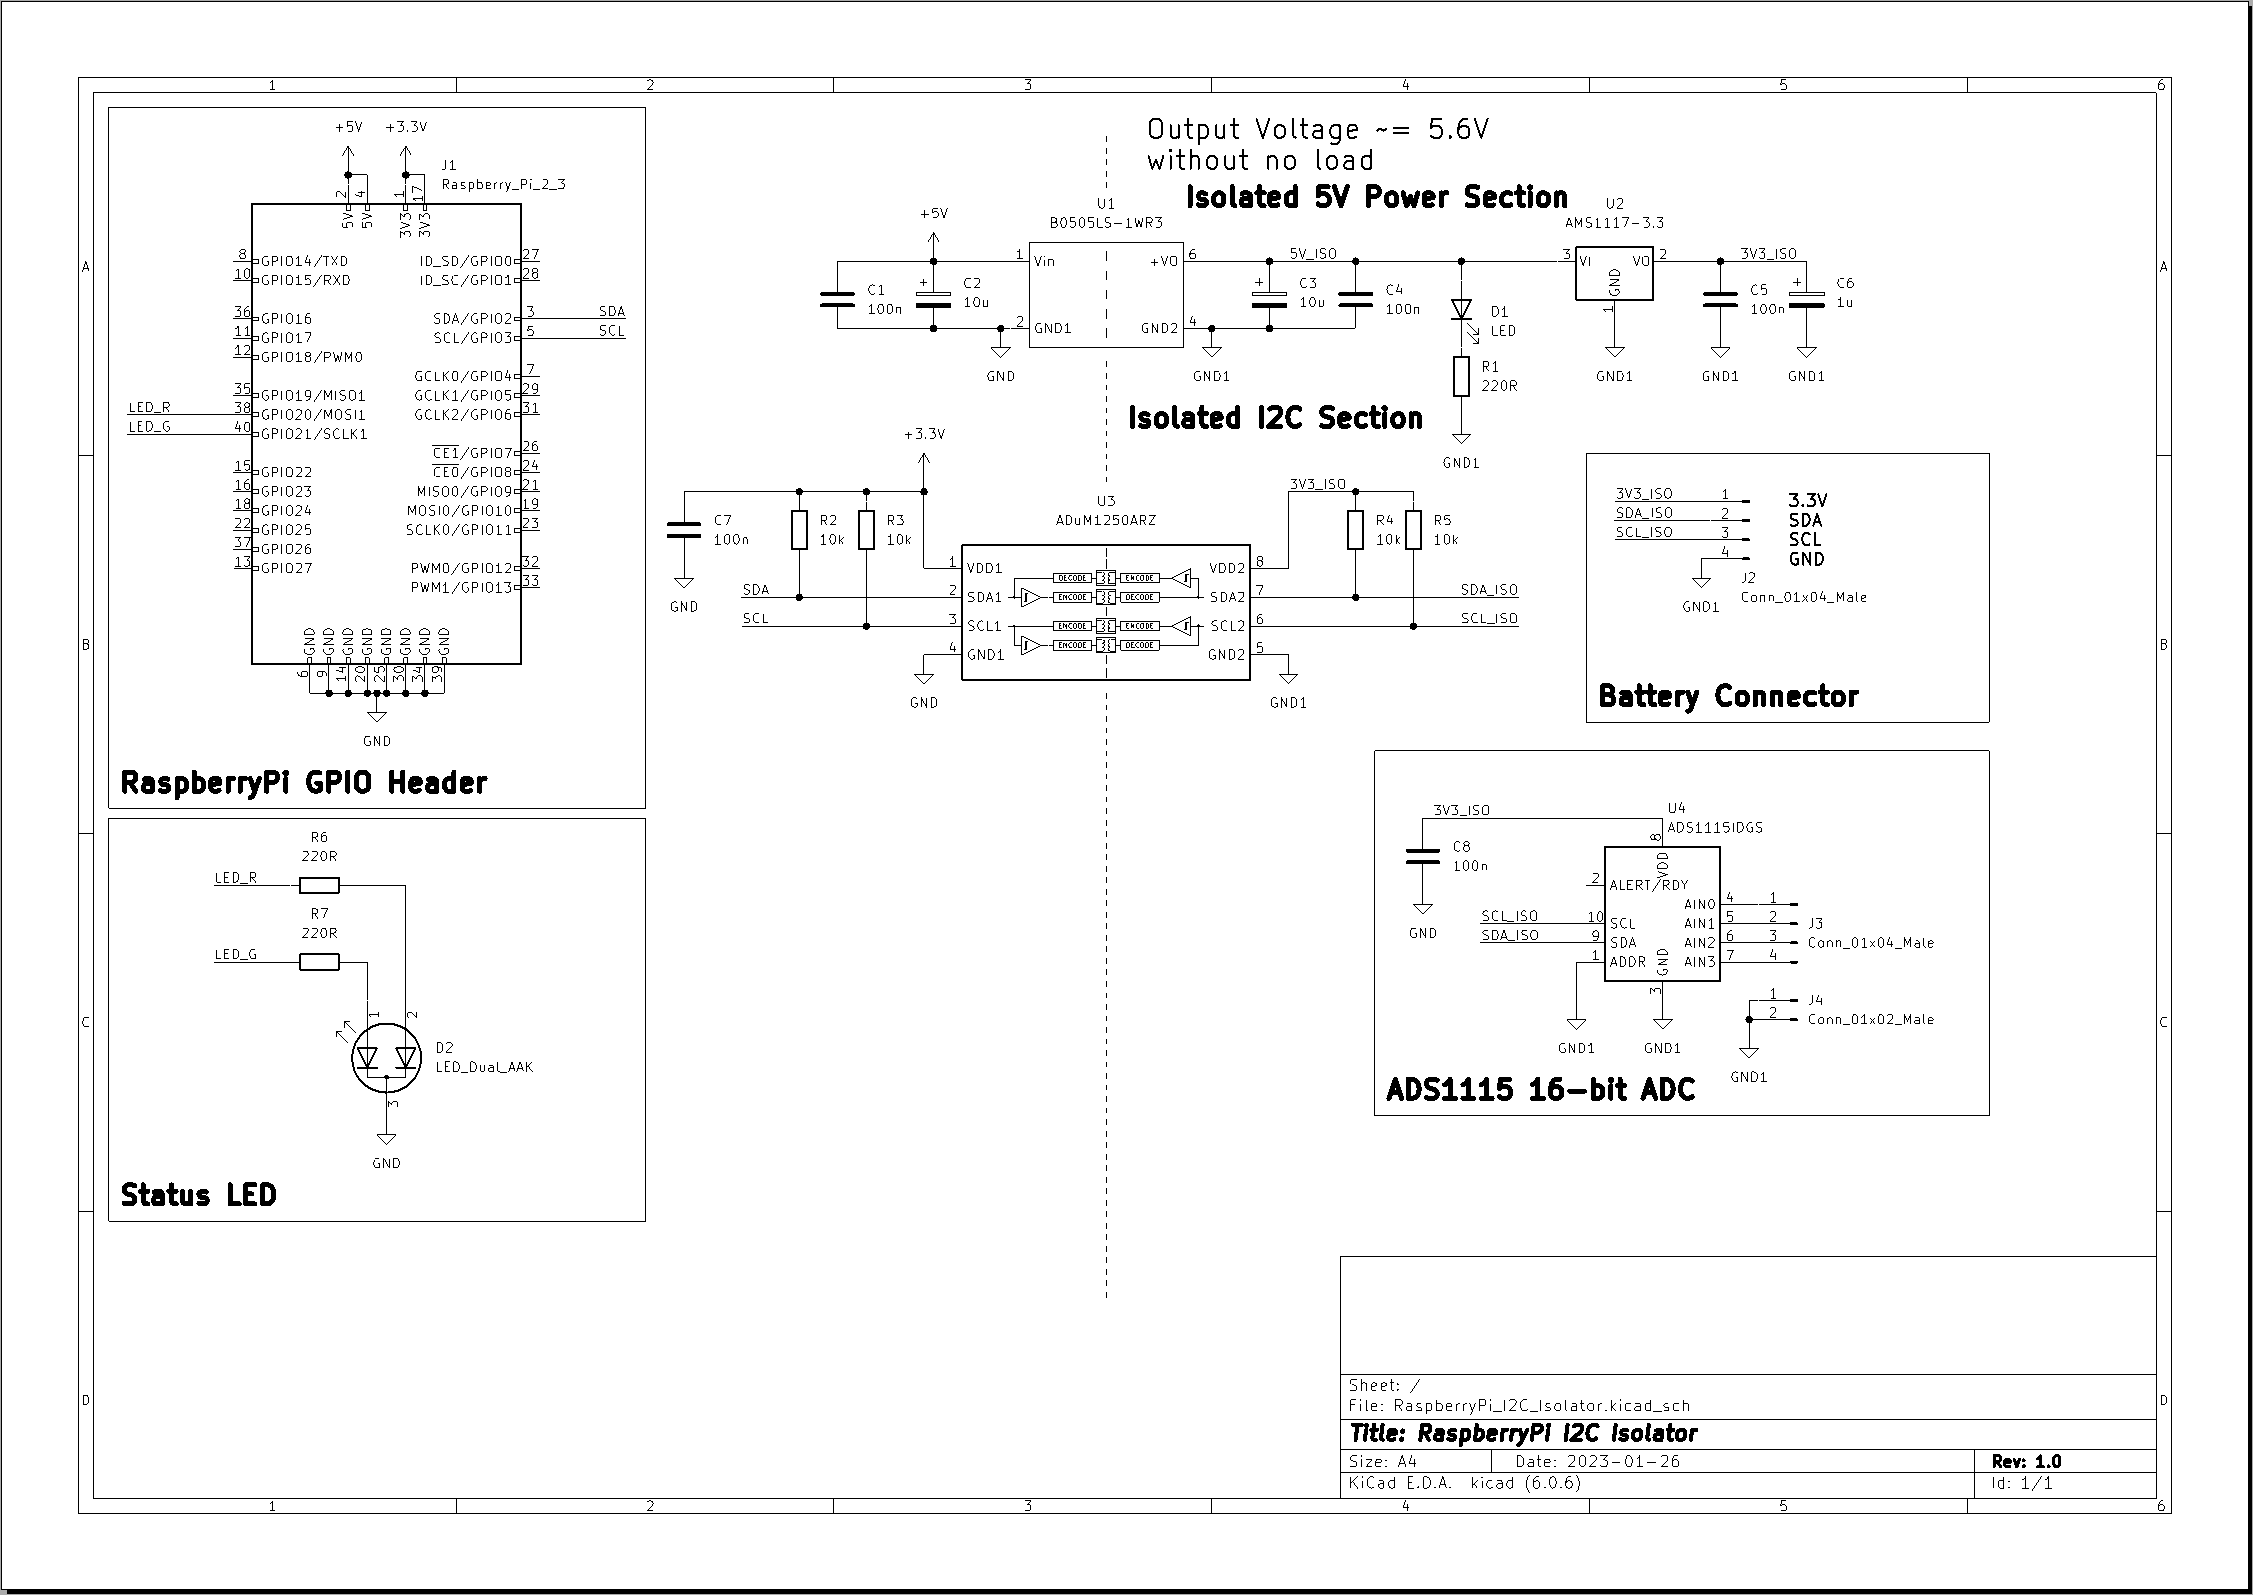 1 2 3 4 5 6
A
B
C
D
+5V +3.3V
J1
Raspberry_Pi_2_3
2 4 1 17
5V 5V 3V3 3V3
8 GPIO14/TXD ID_SD/GPIO0 27
10 GPIO15/RXD ID_SC/GPIO1 28
36 GPIO16 SDA/GPIO2 3 SDA
11 GPIO17 SCL/GPIO3 5 SCL
12 GPIO18/PWM0
GCLK0/GPIO4 7
35 GPIO19/MISO1 GCLK1/GPIO5 29
LED_R 38 GPIO20/MOSI1 GCLK2/GPIO6 31
LED_G 40 GPIO21/SCLK1
CE1/GPIO7 26
15 GPIO22 CE0/GPIO8 24
16 GPIO23 MISO0/GPIO9 21
18 GPIO24 MOSI0/GPIO10 19
22 GPIO25 SCLK0/GPIO11 23
37 GPIO26
13 GPIO27 PWM0/GPIO12 32
PWM1/GPIO13 33
GND GND GND GND GND GND GND GND
6 9 14 20 25 30 34 39
GND
RaspberryPi GPIO Header
R6
220R
LED_R
R7
220R
LED_G
1 2
D2
LED_Dual_AAK
3
GND
Status LED
Output Voltage ~= 5.6V
without no load
Isolated 5V Power Section
+5V
U1
B0505LS-1WR3
1 Vin +VO 6
2 GND1 GND2 4
C1
100n
+ C2
10u
GND
5V_ISO
+ C3
10u
C4
100n
GND1
D1
LED
R1
220R
GND1
U2
AMS1117-3.3
3 VI VO 2
GND
1
GND1
3V3_ISO
C5
100n
GND1
+ C6
1u
GND1
Isolated I2C Section
+3.3V
C7
100n
GND
R2
10k
R3
10k
SDA
SCL
U3
ADuM1250ARZ
1 VDD1 VDD2 8
DECODE ENCODE
2 SDA1 ENCODE DECODE SDA2 7
3 SCL1 ENCODE ENCODE SCL2 6
ENCODE DECODE
4 GND1 GND2 5
GND
GND1
3V3_ISO
R4
10k
R5
10k
SDA_ISO
SCL_ISO
3V3_ISO 1 3.3V
SDA_ISO 2 SDA
SCL_ISO 3 SCL
4 GND
J2
Conn_01x04_Male
GND1
Battery Connector
3V3_ISO
C8
100n
GND
U4
ADS1115IDGS
8
VDD
2 ALERT/RDY
AIN0 4 1
SCL_ISO 10 SCL AIN1 5 2 J3
SDA_ISO 9 SDA AIN2 6 3 Conn_01x04_Male
1 ADDR AIN3 7 4
GND
3
GND1
GND1
1 J4
2 Conn_01x02_Male
GND1
ADS1115 16-bit ADC
Sheet: /
File: RaspberryPi_I2C_Isolator.kicad_sch
Title: RaspberryPi I2C Isolator
Size: A4 Date: 2023-01-26 Rev: 1.0
KiCad E.D.A. kicad (6.0.6) Id: 1/1
A
B
C
D
1 2 3 4 5 6